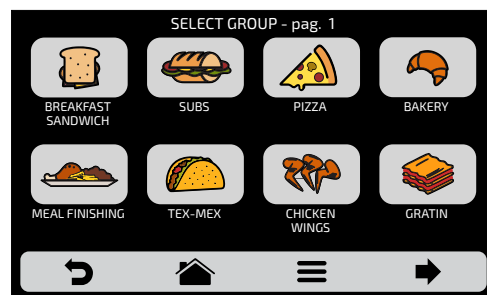 SELECT GROUP - pag. 1
BREAKFAST
SANDWICH
SUBS
PIZZA
BAKERY
MEAL FINISHING
TEX-MEX
CHICKEN
WINGS
GRATIN